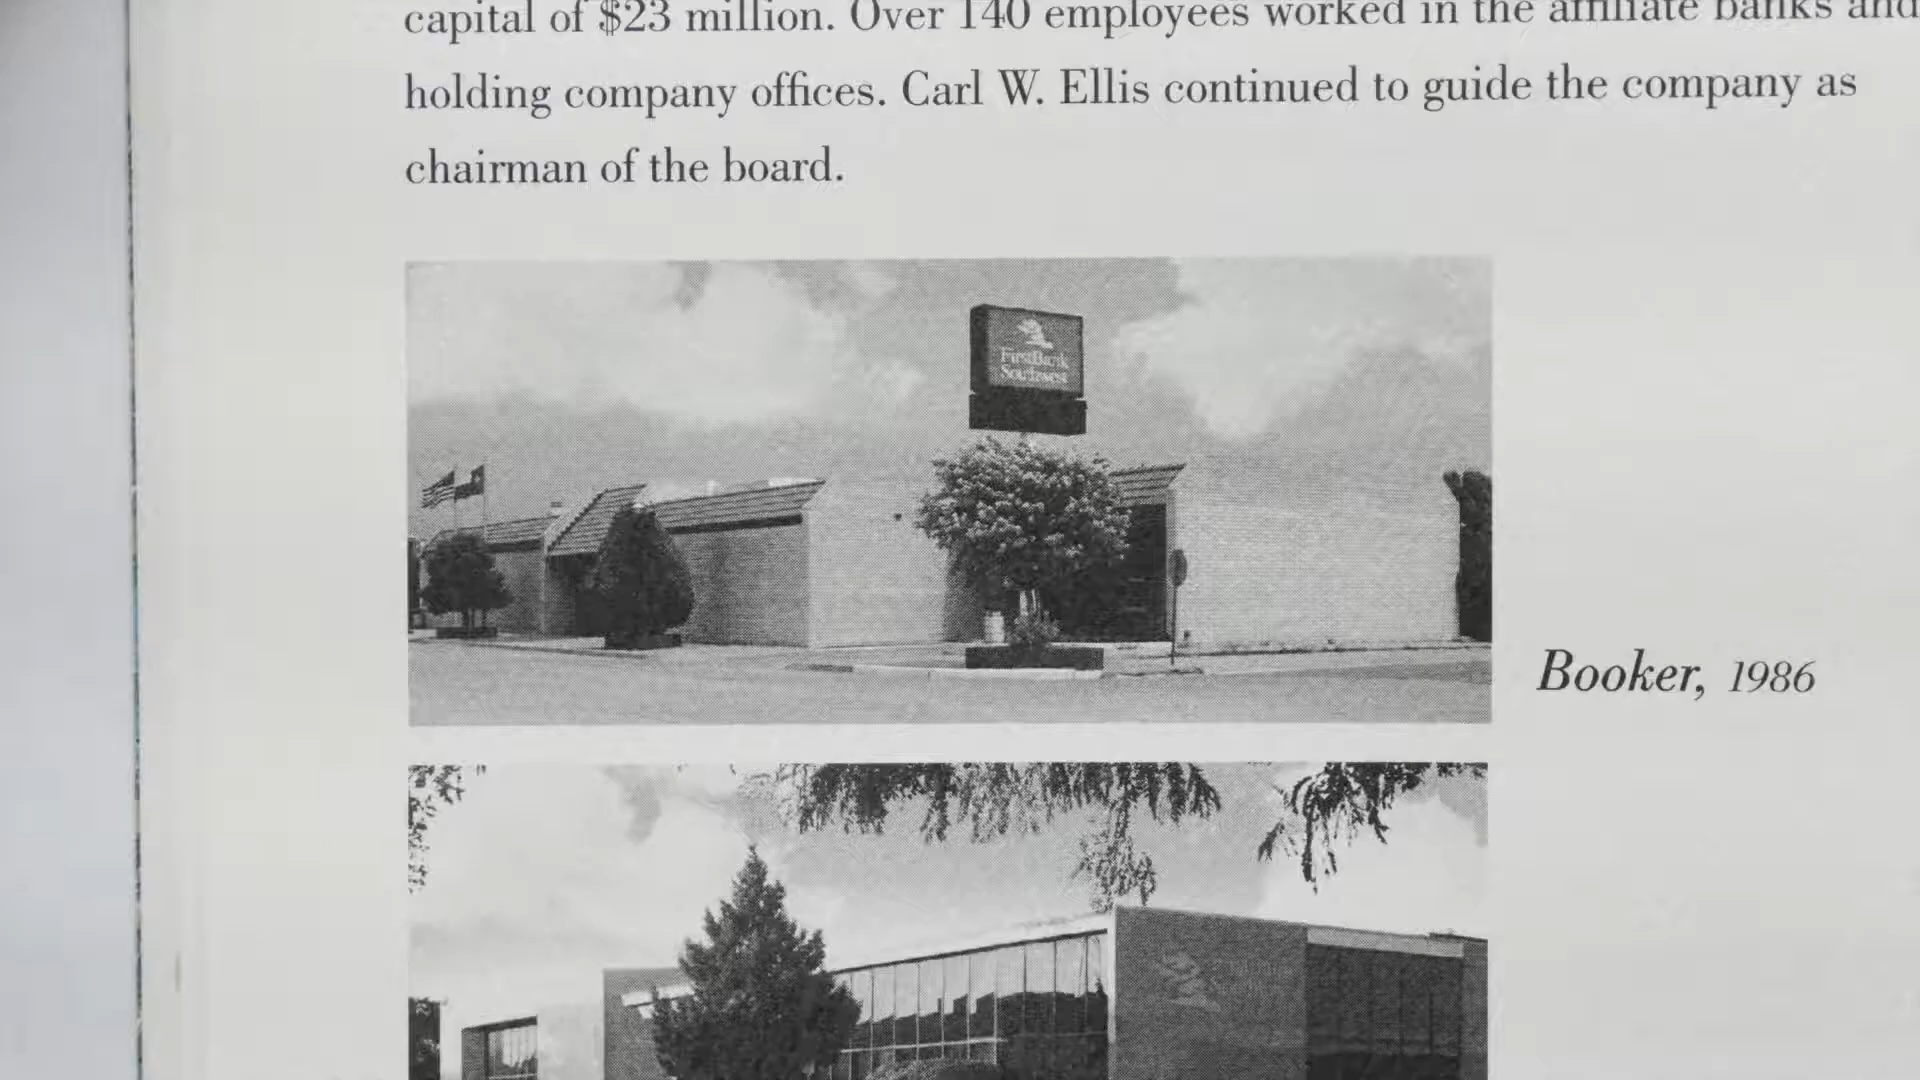 capital of $23 million. Over 140 employees worked in the affiliate banks and
holding company offices. Carl W. Ellis continued to guide the company as
chairman of the board.
FirstBank
Southwest
Booker, 1986